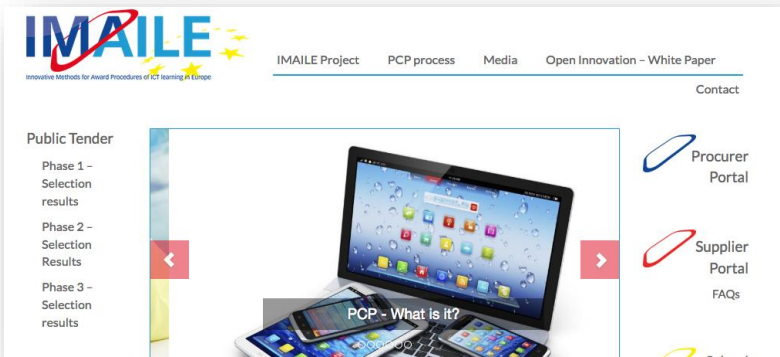 IMAILE
Innovative Methods for Award Procedures of ICT learning in Europe
IMAILE Project
PCP process
Media
Open Innovation – White Paper
Contact
Public Tender
Phase 1 –
Selection
results
Phase 2 –
Selection
Results
Phase 3 –
Selection
results
PCP - What is it?
Procurer
Portal
Supplier
Portal
FAQs